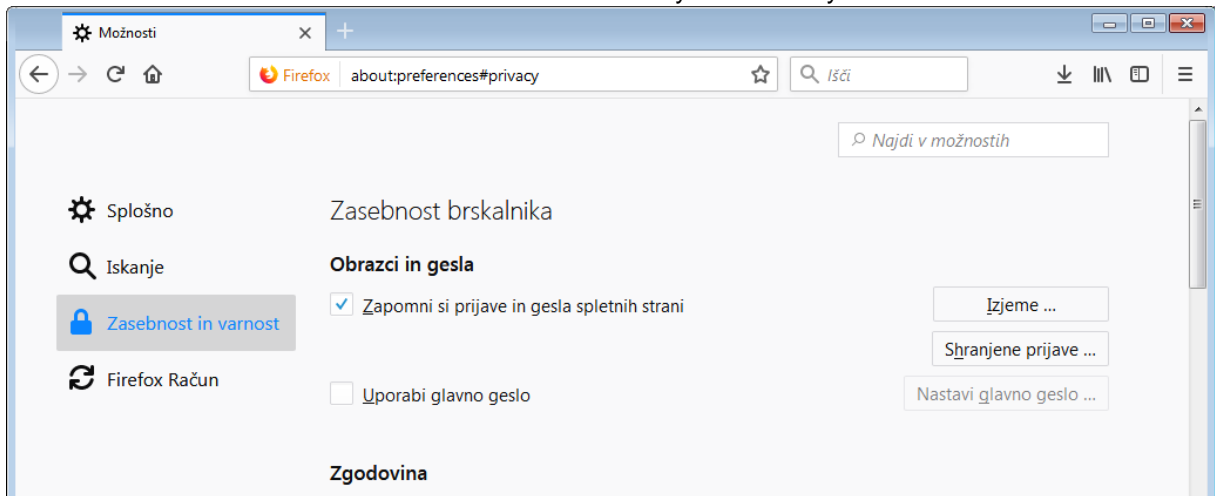 Možnosti
Firefox about:preferences#privacy
Išči
Najdi v možnostih
Splošno
Iskanje
Zasebnost in varnost
Firefox Račun
Zasebnost brskalnika
Obrazci in gesla
Zapomni si prijave in gesla spletnih strani
Izjeme ...
Shranjene prijave ...
Uporabi glavno geslo
Nastavi glavno geslo ...
Zgodovina